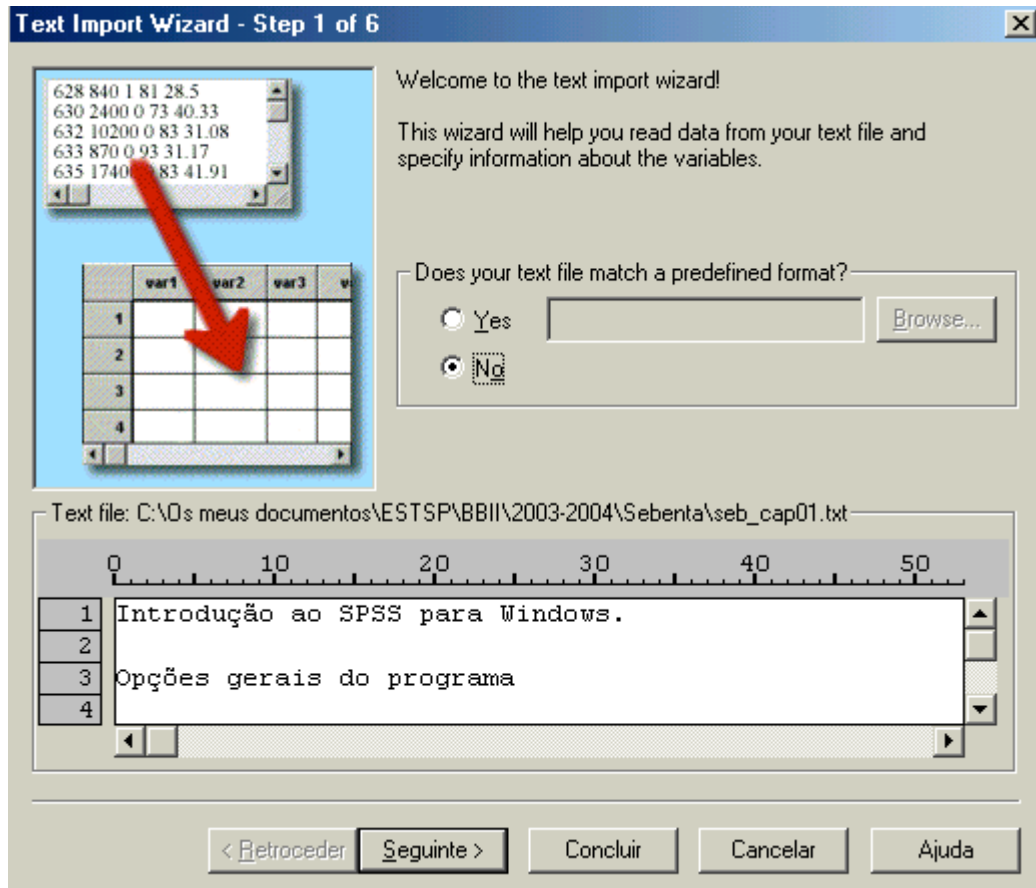 Text Import Wizard - Step 1 of 6
628 840 1 81 28.5
630 2400 0 73 40.33
632 10200 0 83 31.08
633 870 0 93 31.17
635 1740 83 41.91
var1 var2 var3 v
1
2
3
4
Welcome to the text import wizard!
This wizard will help you read data from your text file and
specify information about the variables.
Does your text file match a predefined format?
Yes
Browse...
No
Text file: C:\Os meus documentos\ESTSP\BBII\2003-2004\Sebenta\seb_cap01.txt
0 10 20 30 40 50
1 Introdução ao SPSS para Windows.
2
3 Opções gerais do programa
4
< Retroceder
Seguinte >
Concluir
Cancelar
Ajuda